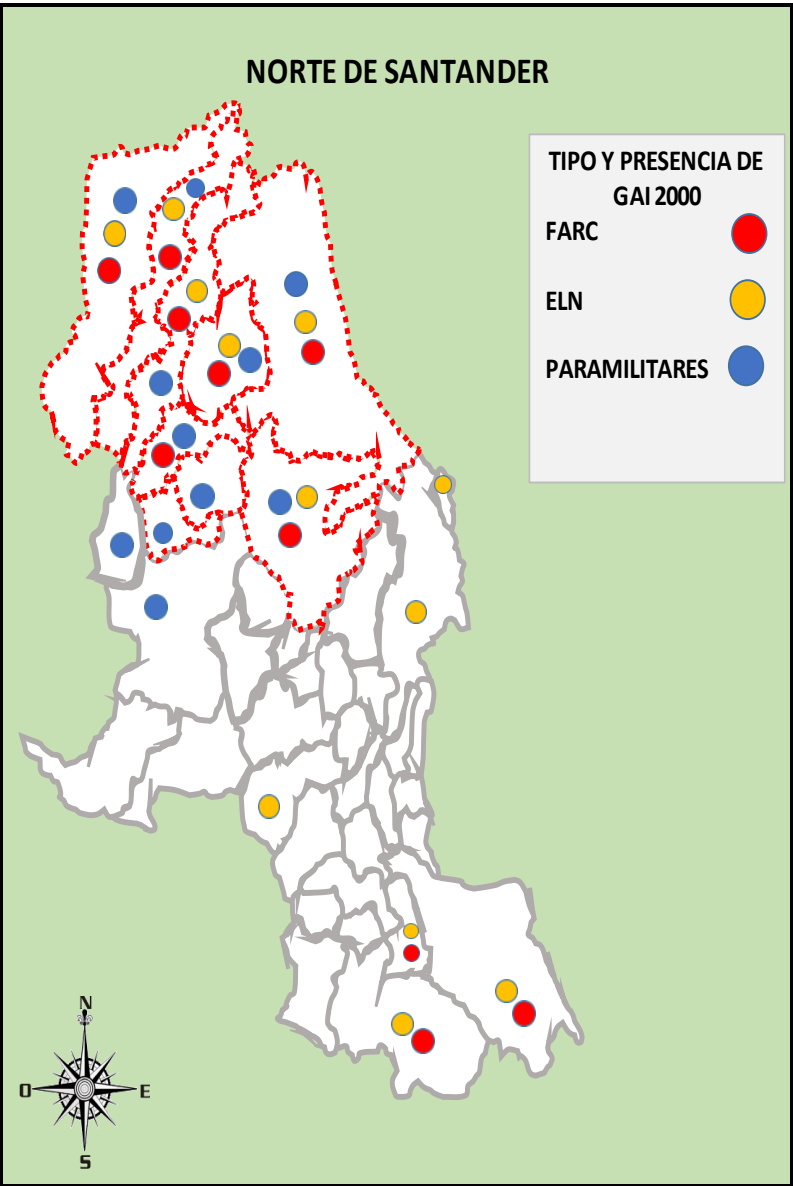 NORTE DE SANTANDER
TIPO Y PRESENCIA DE
GAI 2000
FARC
ELN
PARAMILITARES
N
O
E
S